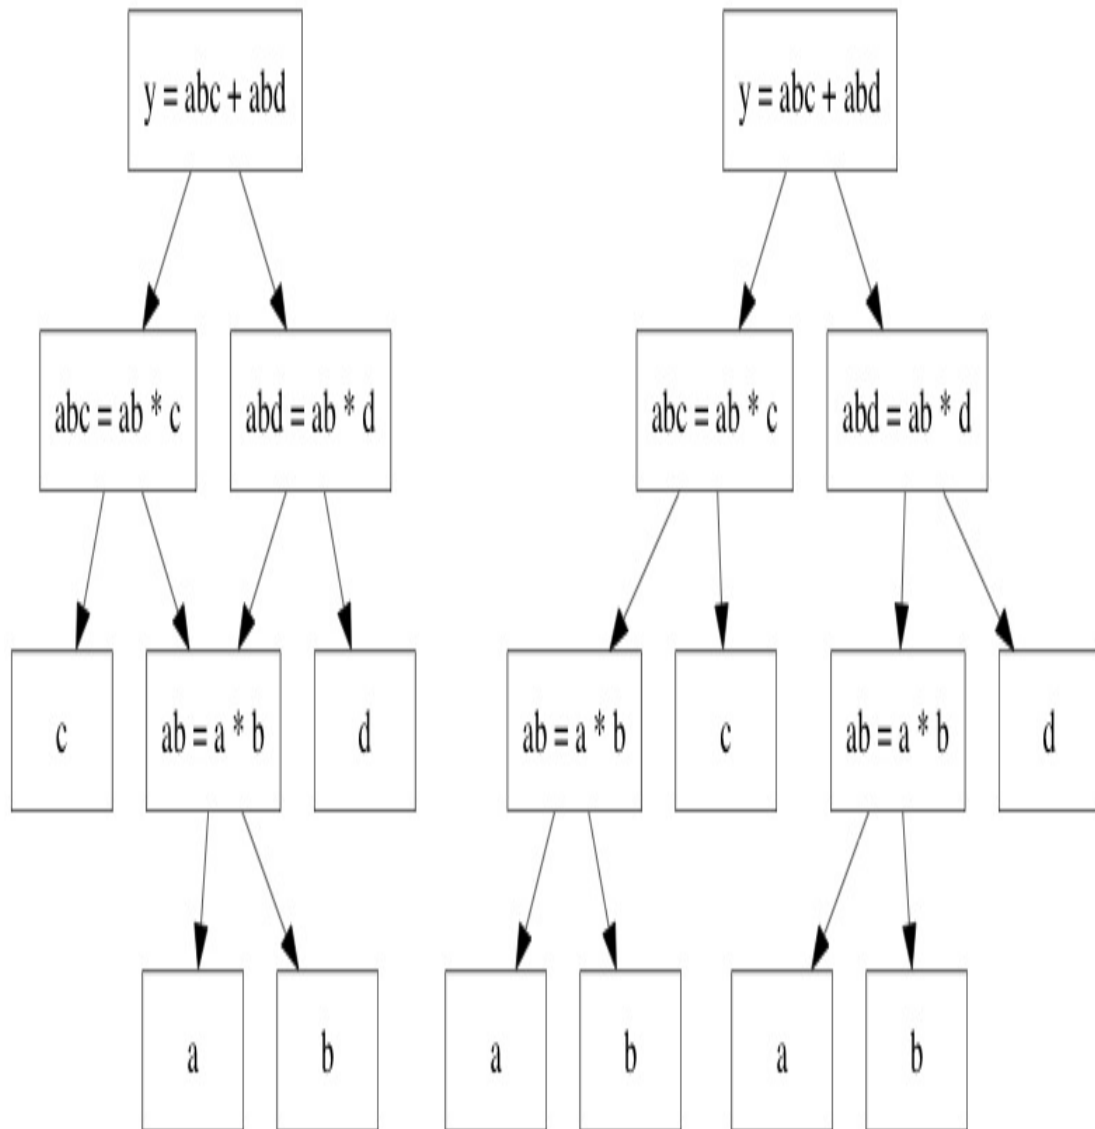 y = abc + abd
y = abc + abd
abc = ab * c
abd = ab * d
abc = ab * c
abd = ab * d
c
ab = a * b
d
ab = a * b
c
ab = a * b
d
a
b
a
b
a
b